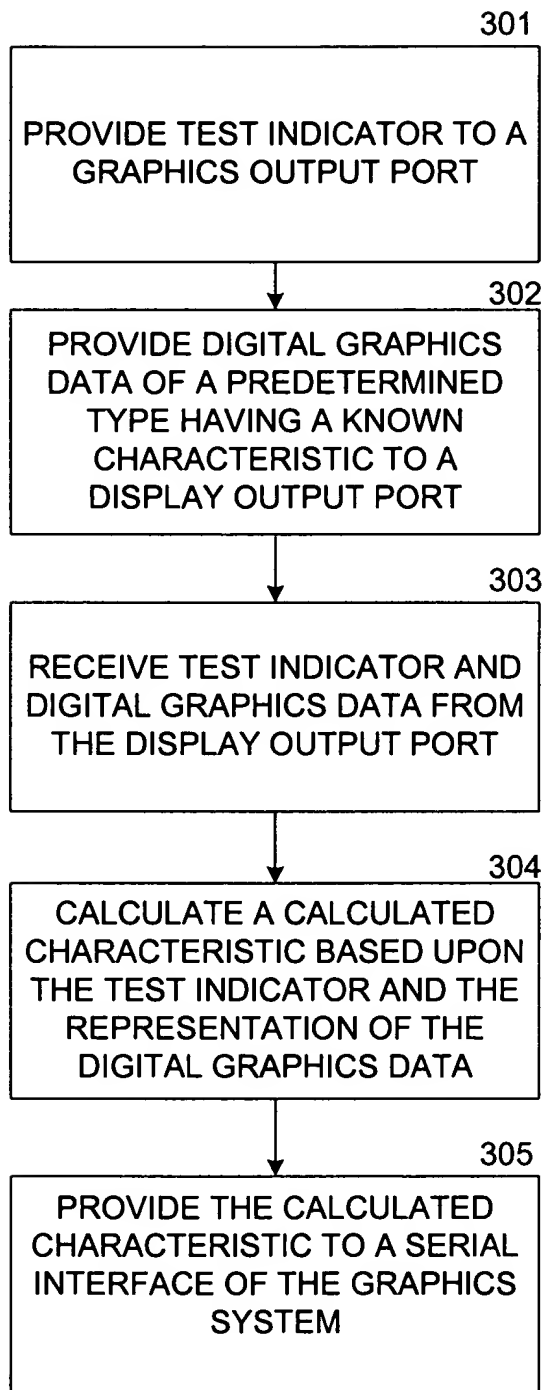 301
PROVIDE TEST INDICATOR TO A
GRAPHICS OUTPUT PORT
302
PROVIDE DIGITAL GRAPHICS
DATA OF A PREDETERMINED
TYPE HAVING A KNOWN
CHARACTERISTIC TO A
DISPLAY OUTPUT PORT
303
RECEIVE TEST INDICATOR AND
DIGITAL GRAPHICS DATA FROM
THE DISPLAY OUTPUT PORT
304
CALCULATE A CALCULATED
CHARACTERISTIC BASED UPON
THE TEST INDICATOR AND THE
REPRESENTATION OF THE
DIGITAL GRAPHICS DATA
305
PROVIDE THE CALCULATED
CHARACTERISTIC TO A SERIAL
INTERFACE OF THE GRAPHICS
SYSTEM